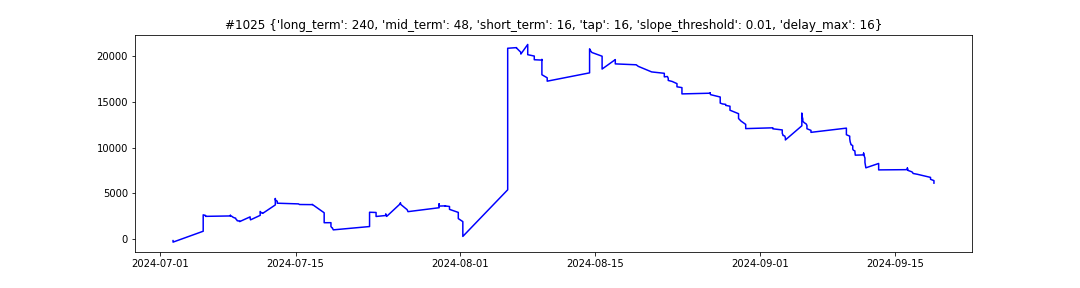 #1025 {'long_term': 240, 'mid_term': 48, 'short_term': 16, 'tap': 16, 'slope_threshold': 0.01, 'delay_max': 16}
20000
15000
10000
5000
0
2024-07-01 2024-07-15 2024-08-01 2024-08-15 2024-09-01 2024-09-15